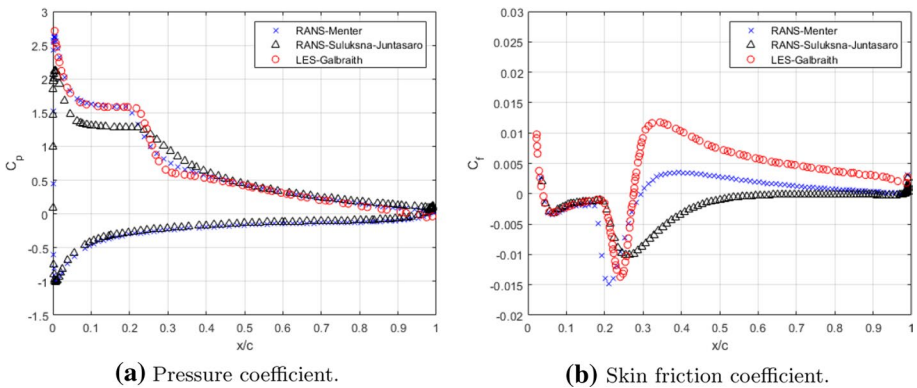 3
2.5
2
1.5
1
0.5
0
-0.5
-1
-1.5
Cp
0 0.1 0.2 0.3 0.4 0.5 0.6 0.7 0.8 0.9 1
x/c
RANS-Menter
RANS-Suluksna-Juntasaro
LES-Galbraith
(a) Pressure coefficient.
0.03
0.025
0.02
0.015
0.01
0.005
0
-0.005
-0.01
-0.015
-0.02
Cf
0 0.1 0.2 0.3 0.4 0.5 0.6 0.7 0.8 0.9 1
x/c
RANS-Menter
RANS-Suluksna-Juntasaro
LES-Galbraith
(b) Skin friction coefficient.